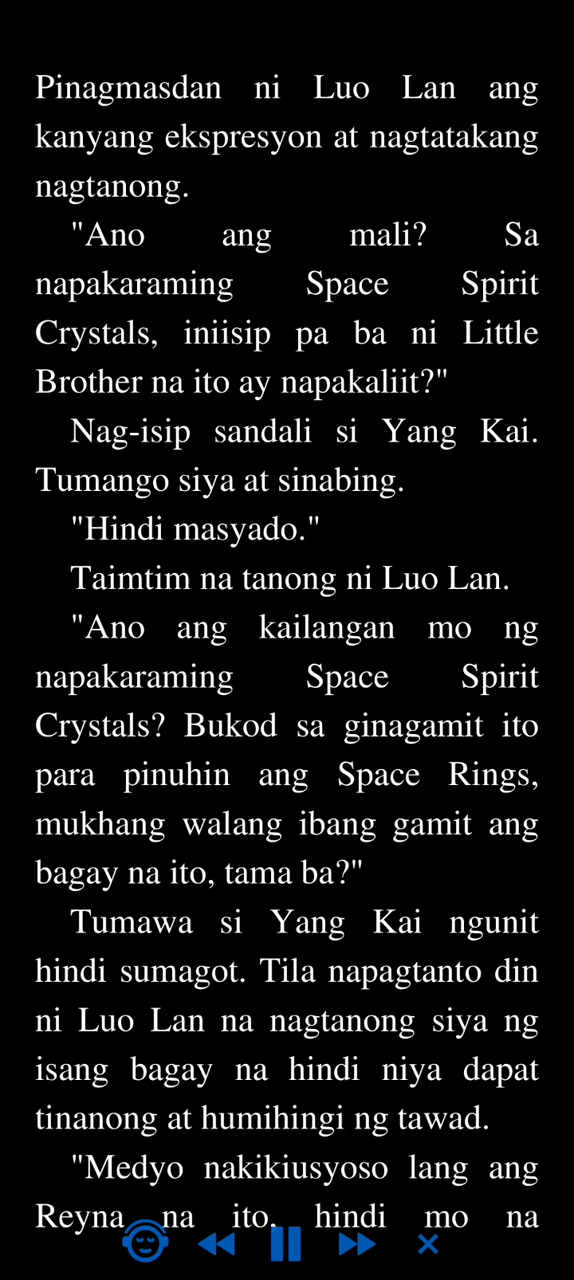 Pinagmasdan ni Luo Lan ang
kanyang ekspresyon at nagtatakang
nagtanong.
"Ano ang mali? Sa
napakaraming Space Spirit
Crystals, iniisip pa ba ni Little
Brother na ito ay napakaliit?"
Nag-isip sandali si Yang Kai.
Tumango siya at sinabing.
"Hindi masyado."
Taimtim na tanong ni Luo Lan.
"Ano ang kailangan mo ng
napakaraming Space Spirit
Crystals? Bukod sa ginagamit ito
para pinuhin ang Space Rings,
mukhang walang ibang gamit ang
bagay na ito, tama ba?"
Tumawa si Yang Kai ngunit
hindi sumagot. Tila napagtanto din
ni Luo Lan na nagtanong siya ng
isang bagay na hindi niya dapat
tinanong at humihingi ng tawad.
"Medyo nakikiusyoso lang ang
Reyna na ito, hindi mo na